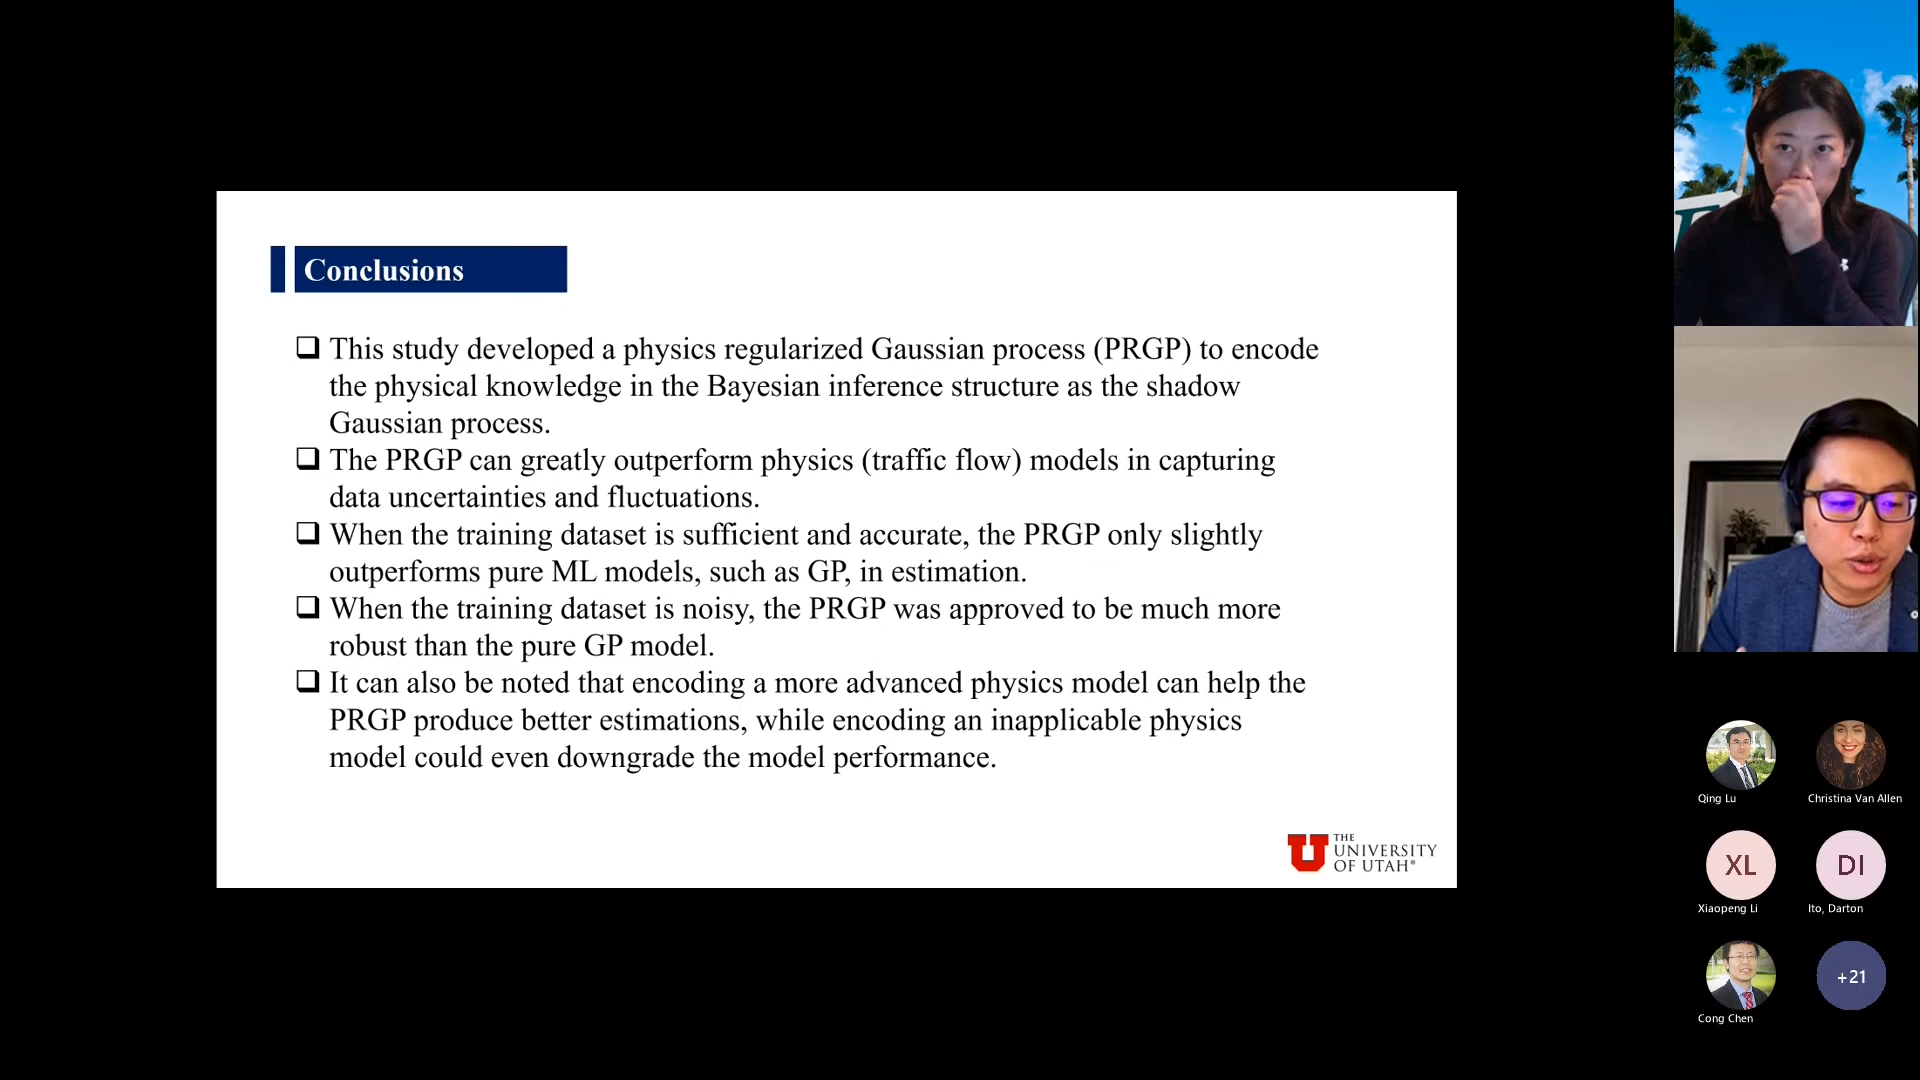 Conclusions
This study developed a physics regularized Gaussian process (PRGP) to encode
the physical knowledge in the Bayesian inference structure as the shadow
Gaussian process.
The PRGP can greatly outperform physics (traffic flow) models in capturing
data uncertainties and fluctuations.
When the training dataset is sufficient and accurate, the PRGP only slightly
outperforms pure ML models, such as GP, in estimation.
When the training dataset is noisy, the PRGP was approved to be much more
robust than the pure GP model.
It can also be noted that encoding a more advanced physics model can help the
PRGP produce better estimations, while encoding an inapplicable physics
model could even downgrade the model performance.
U THE
UNIVERSITY
OF UTAH®
Qing Lu
Christina Van Allen
XL
DI
Xiaopeng Li
Ito, Darton
+21
Cong Chen